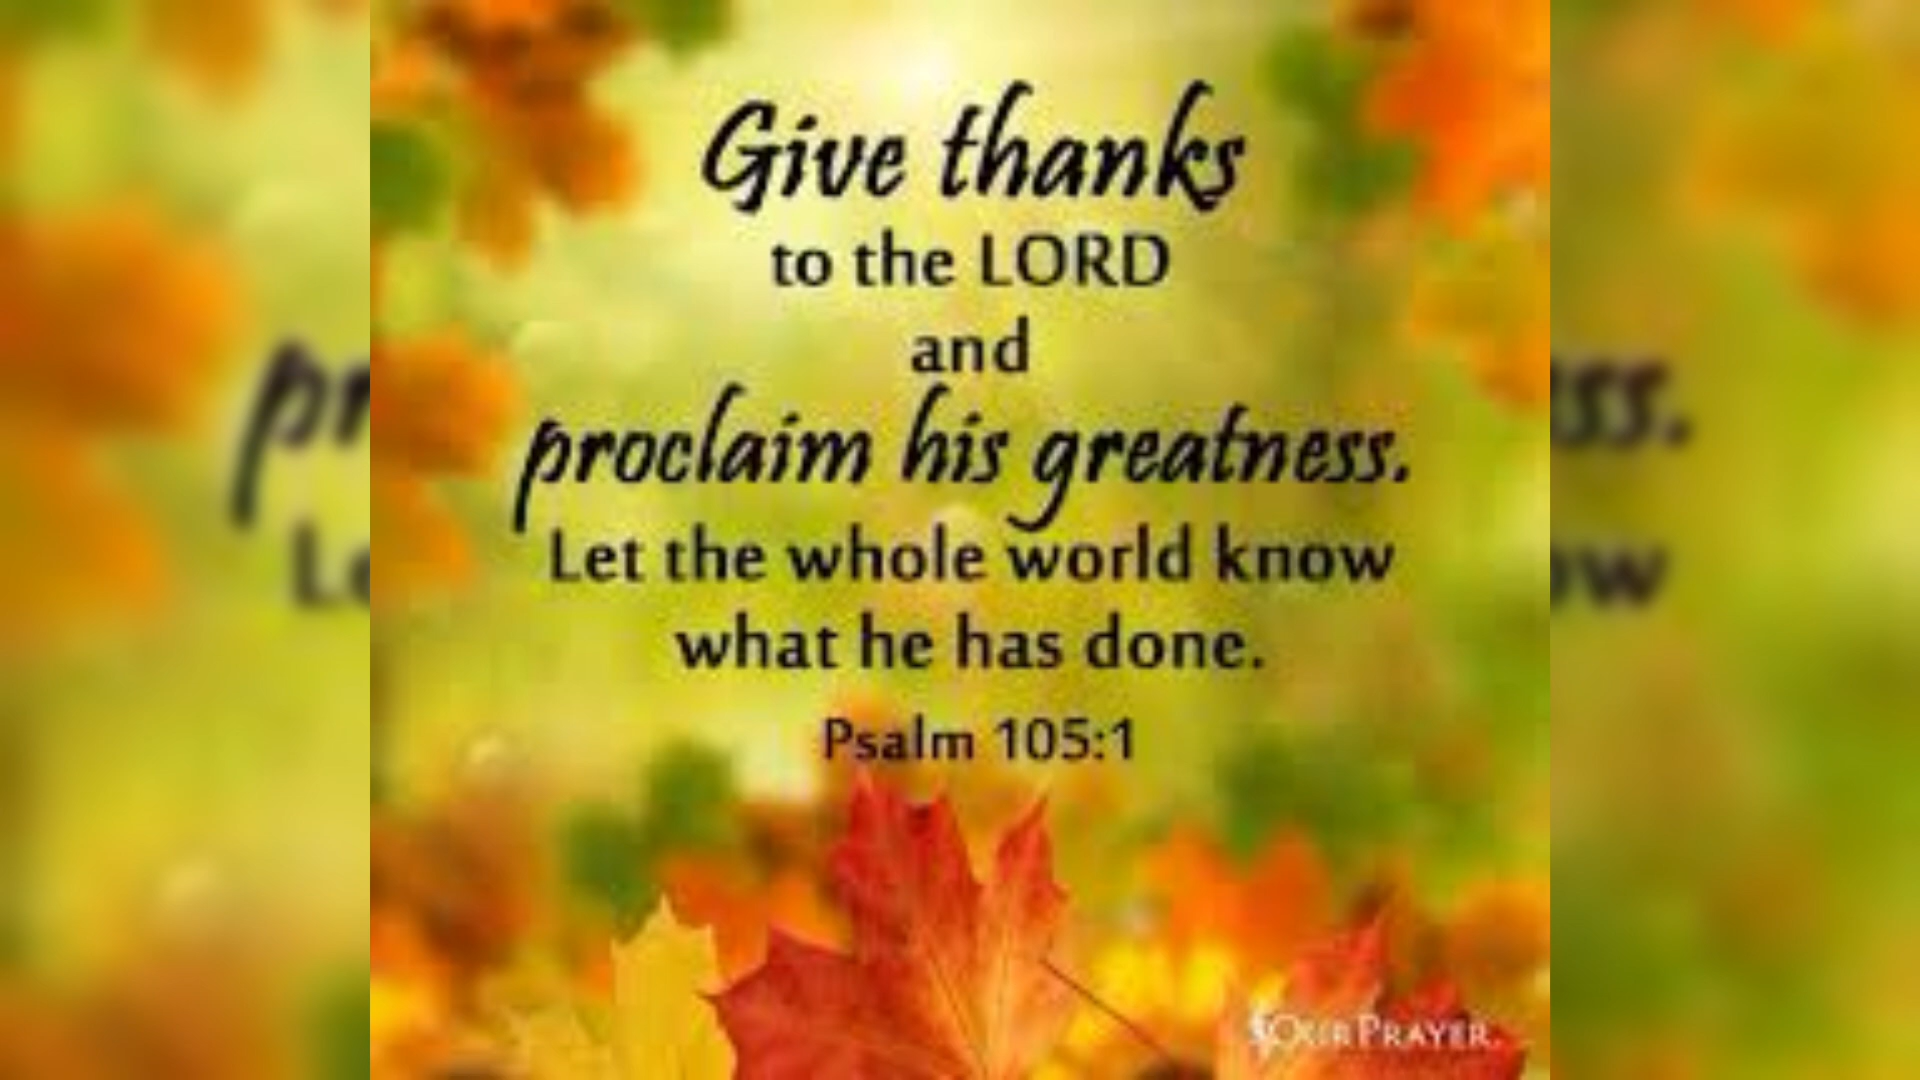 Give thanks
to the LORD
and
proclaim his greatness.
Let the whole world know
what he has done.
Psalm 105:1
OURPRAYER.